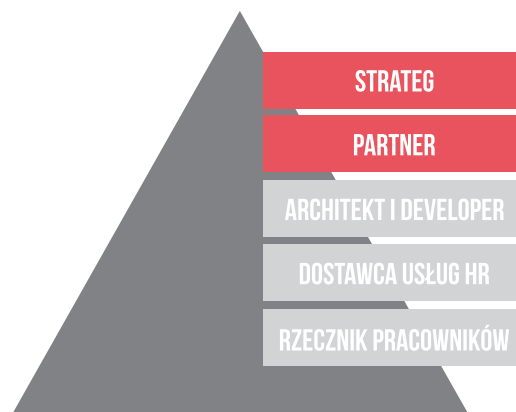 STRATEG
PARTNER
ARCHITEKT I DEVELOPER
DOSTAWCA USŁUG HR
RZECZNIK PRACOWNIKÓW